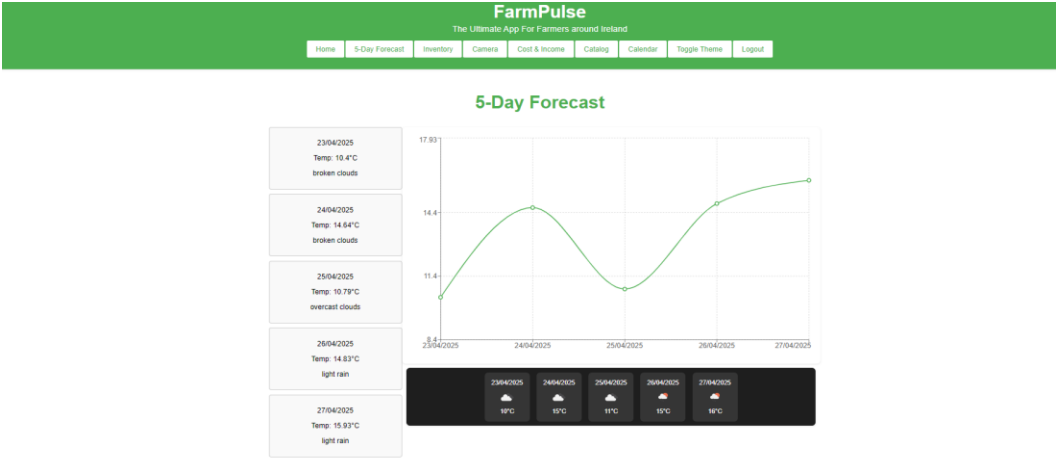 FarmPulse
The Ultimate App For Farmers around Ireland
Home 5-Day Forecast Inventory Camera Cost & Income Catalog Calendar Toggle Theme Logout
5-Day Forecast
23/04/2025
Temp: 10.4°C
broken clouds
24/04/2025
Temp: 14.64°C
broken clouds
25/04/2025
Temp: 10.79°C
overcast clouds
26/04/2025
Temp: 14.83°C
light rain
27/04/2025
Temp: 15.93°C
light rain
17.93
14.4
11.4
8.4
23/04/2025 24/04/2025 25/04/2025 26/04/2025 27/04/2025
23/04/2025 24/04/2025 25/04/2025 26/04/2025 27/04/2025
10°C 15°C 11°C 15°C 16°C